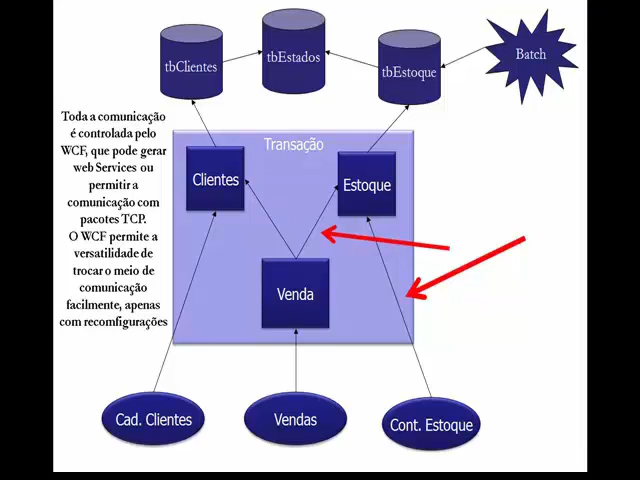 tbClientes
tbEstados
tbEstoque
Batch
Toda a comunicação
é controlada pelo
WCF, que pode gerar
web Services ou
permitir a
comunicação com
pacotes TCP.
O WCF permite a
versatilidade de
trocar o meio de
comunicação
facilmente, apenas
com recomfigurações
Transação
Clientes
Estoque
Venda
Cad. Clientes
Vendas
Cont. Estoque